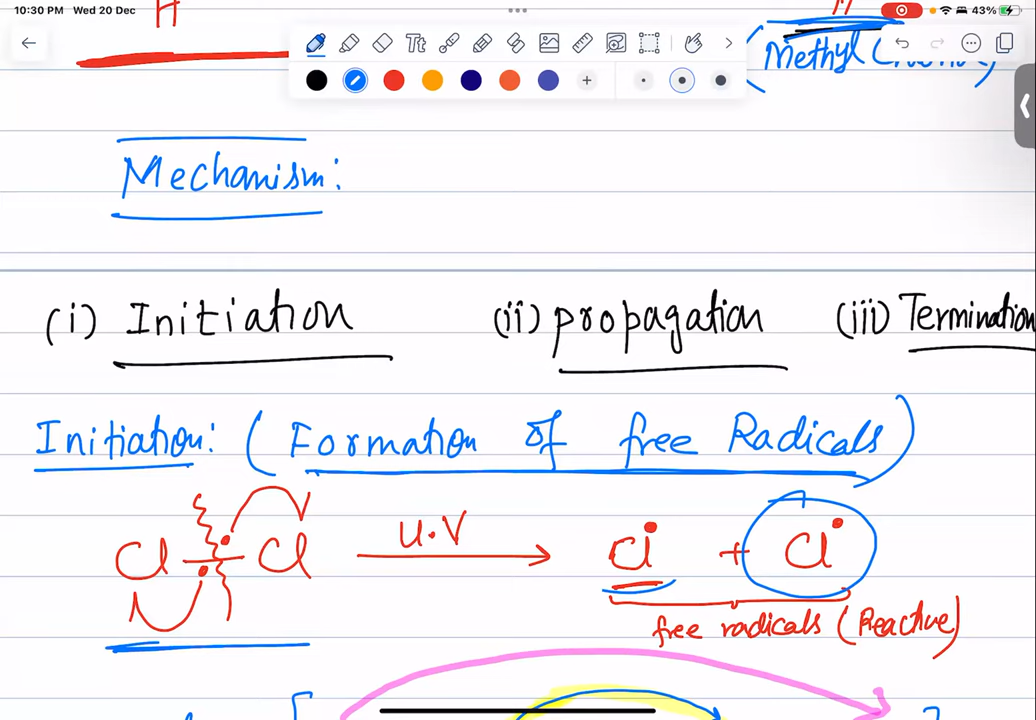 10:30 PM Wed 20 Dec
43%
H
H
Tt
(Methyl
Mechanism:
(i) Initiation (ii) propagation (iii) Termination
Initiation: (Formation of free Radicals)
Cl — Cl U.V Cl + Cl
free radicals (Reactive)